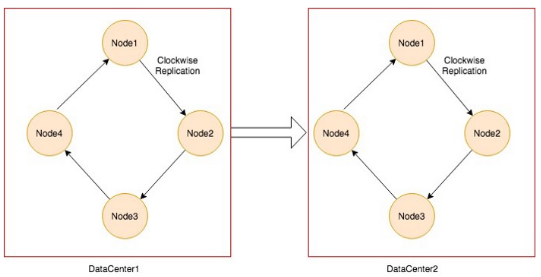 Node1
Clockwise
Replication
Node4
Node2
Node3
DataCenter1
Node1
Clockwise
Replication
Node4
Node2
Node3
DataCenter2